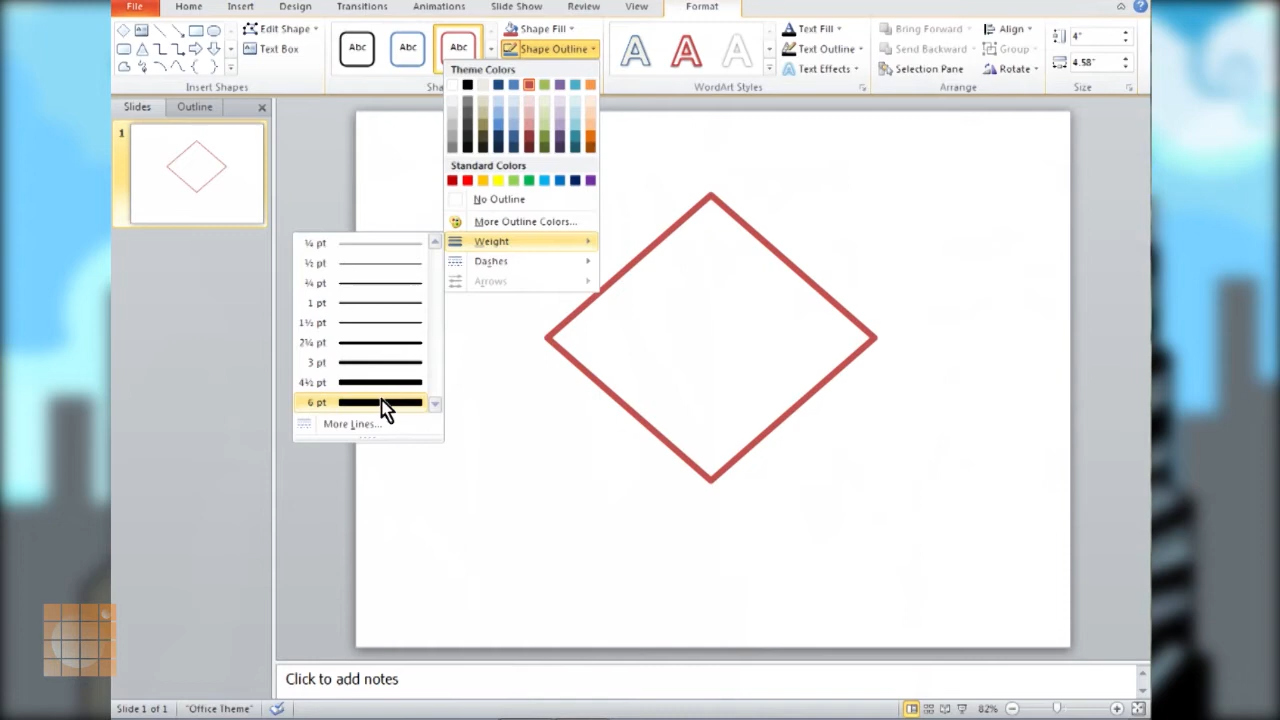 File Home Insert Design Transitions Animations Slide Show Review View Format
Edit Shape
Text Box
Insert Shapes
Abc Abc Abc
Shape Fill
Shape Outline
Sha
A A A
WordArt Styles
Text Fill
Text Outline
Text Effects
Bring Forward
Send Backward
Selection Pane
Align
Group
Rotate
Arrange
4"
4.58"
Size
Slides Outline
1
Theme Colors
Standard Colors
No Outline
More Outline Colors...
Weight
Dashes
Arrows
¼ pt
½ pt
¾ pt
1 pt
1½ pt
2¼ pt
3 pt
4½ pt
6 pt
More Lines...
Click to add notes
Slide 1 of 1 "Office Theme" 82%